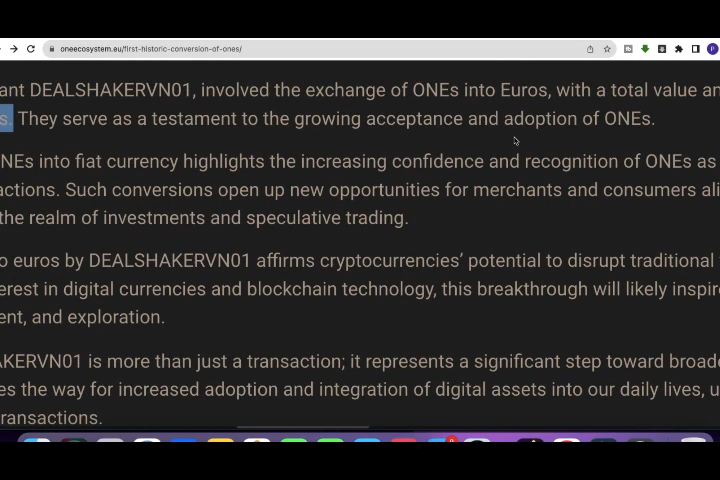 oneecosystem.eu/first-historic-conversion-of-ones/
ant DEALSHAKERVN01, involved the exchange of ONEs into Euros, with a total value an
s. They serve as a testament to the growing acceptance and adoption of ONEs.
NEs into fiat currency highlights the increasing confidence and recognition of ONEs as
actions. Such conversions open up new opportunities for merchants and consumers ali
the realm of investments and speculative trading.
o euros by DEALSHAKERVN01 affirms cryptocurrencies' potential to disrupt traditional
erest in digital currencies and blockchain technology, this breakthrough will likely inspire
ent, and exploration.
AKERVN01 is more than just a transaction; it represents a significant step toward broade
es the way for increased adoption and integration of digital assets into our daily lives, u
transactions.